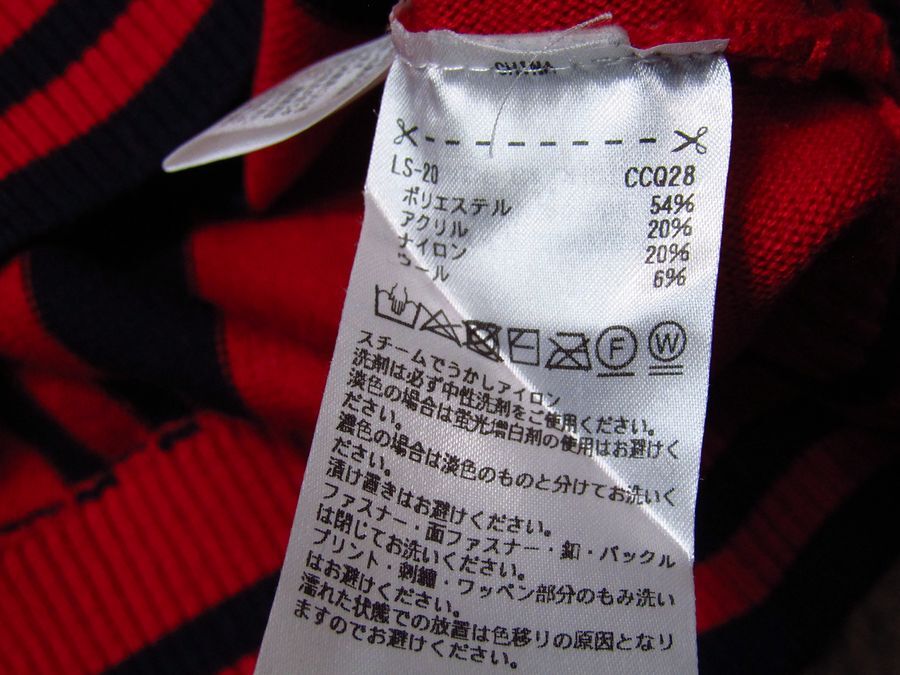 CHINA
LS-20 CCQ28
ポリエステル 54%
アクリル 20%
ナイロン 20%
ウール 6%
F W
スチームでうかしアイロン
洗剤は必ず中性洗剤をご使用ください。
淡色の場合は蛍光増白剤の使用はお避けく
ださい。
濃色の場合は淡色のものと分けてお洗いく
ださい。
漬け置きはお避けください。
ファスナー・面ファスナー・釦・バックル
は閉じてお洗いください。
プリント・刺繍・ワッペン部分のもみ洗い
はお避けください。
濡れた状態での放置は色移りの原因となり
ますのでお避けください。